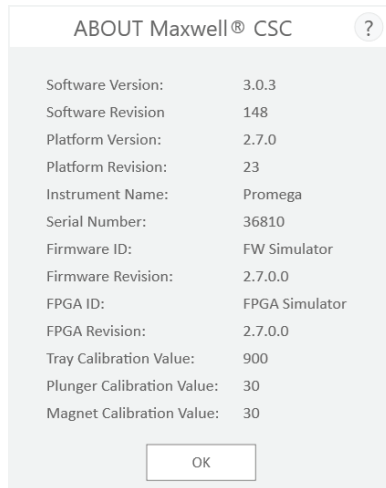 ABOUT Maxwell® CSC ?
Software Version: 3.0.3
Software Revision 148
Platform Version: 2.7.0
Platform Revision: 23
Instrument Name: Promega
Serial Number: 36810
Firmware ID: FW Simulator
Firmware Revision: 2.7.0.0
FPGA ID: FPGA Simulator
FPGA Revision: 2.7.0.0
Tray Calibration Value: 900
Plunger Calibration Value: 30
Magnet Calibration Value: 30
OK